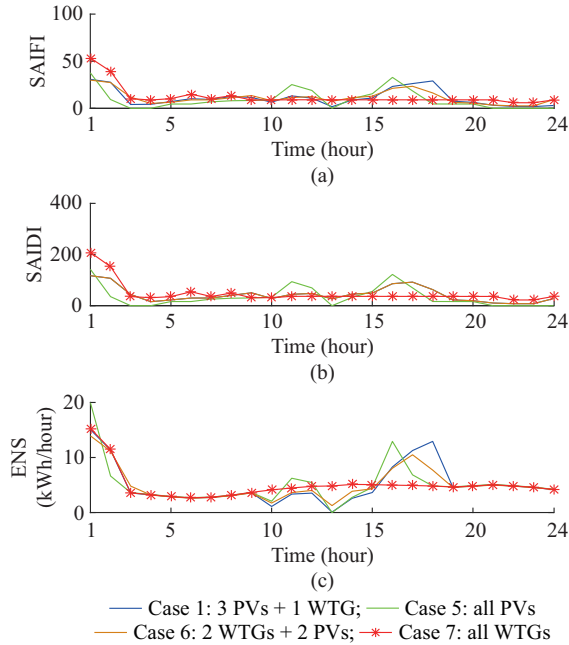 100
50
0
SAIFI
1 5 10 15 20 24
Time (hour)
(a)
400
200
0
SAIDI
1 5 10 15 20 24
Time (hour)
(b)
20
10
0
ENS
(kWh/hour)
1 5 10 15 20 24
Time (hour)
(c)
Case 1: 3 PVs + 1 WTG; Case 5: all PVs
Case 6: 2 WTGs + 2 PVs; Case 7: all WTGs